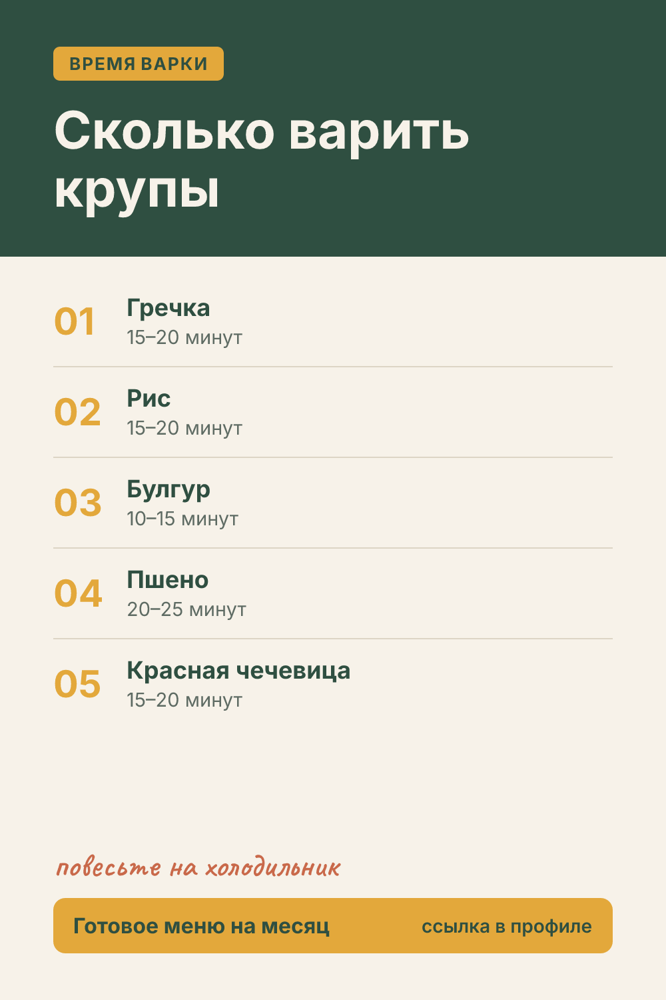 ВРЕМЯ ВАРКИ
Сколько варить
крупы
01
Гречка
15–20 минут
02
Рис
15–20 минут
03
Булгур
10–15 минут
04
Пшено
20–25 минут
05
Красная чечевица
15–20 минут
повесьте на холодильник
Готовое меню на месяц
ссылка в профиле